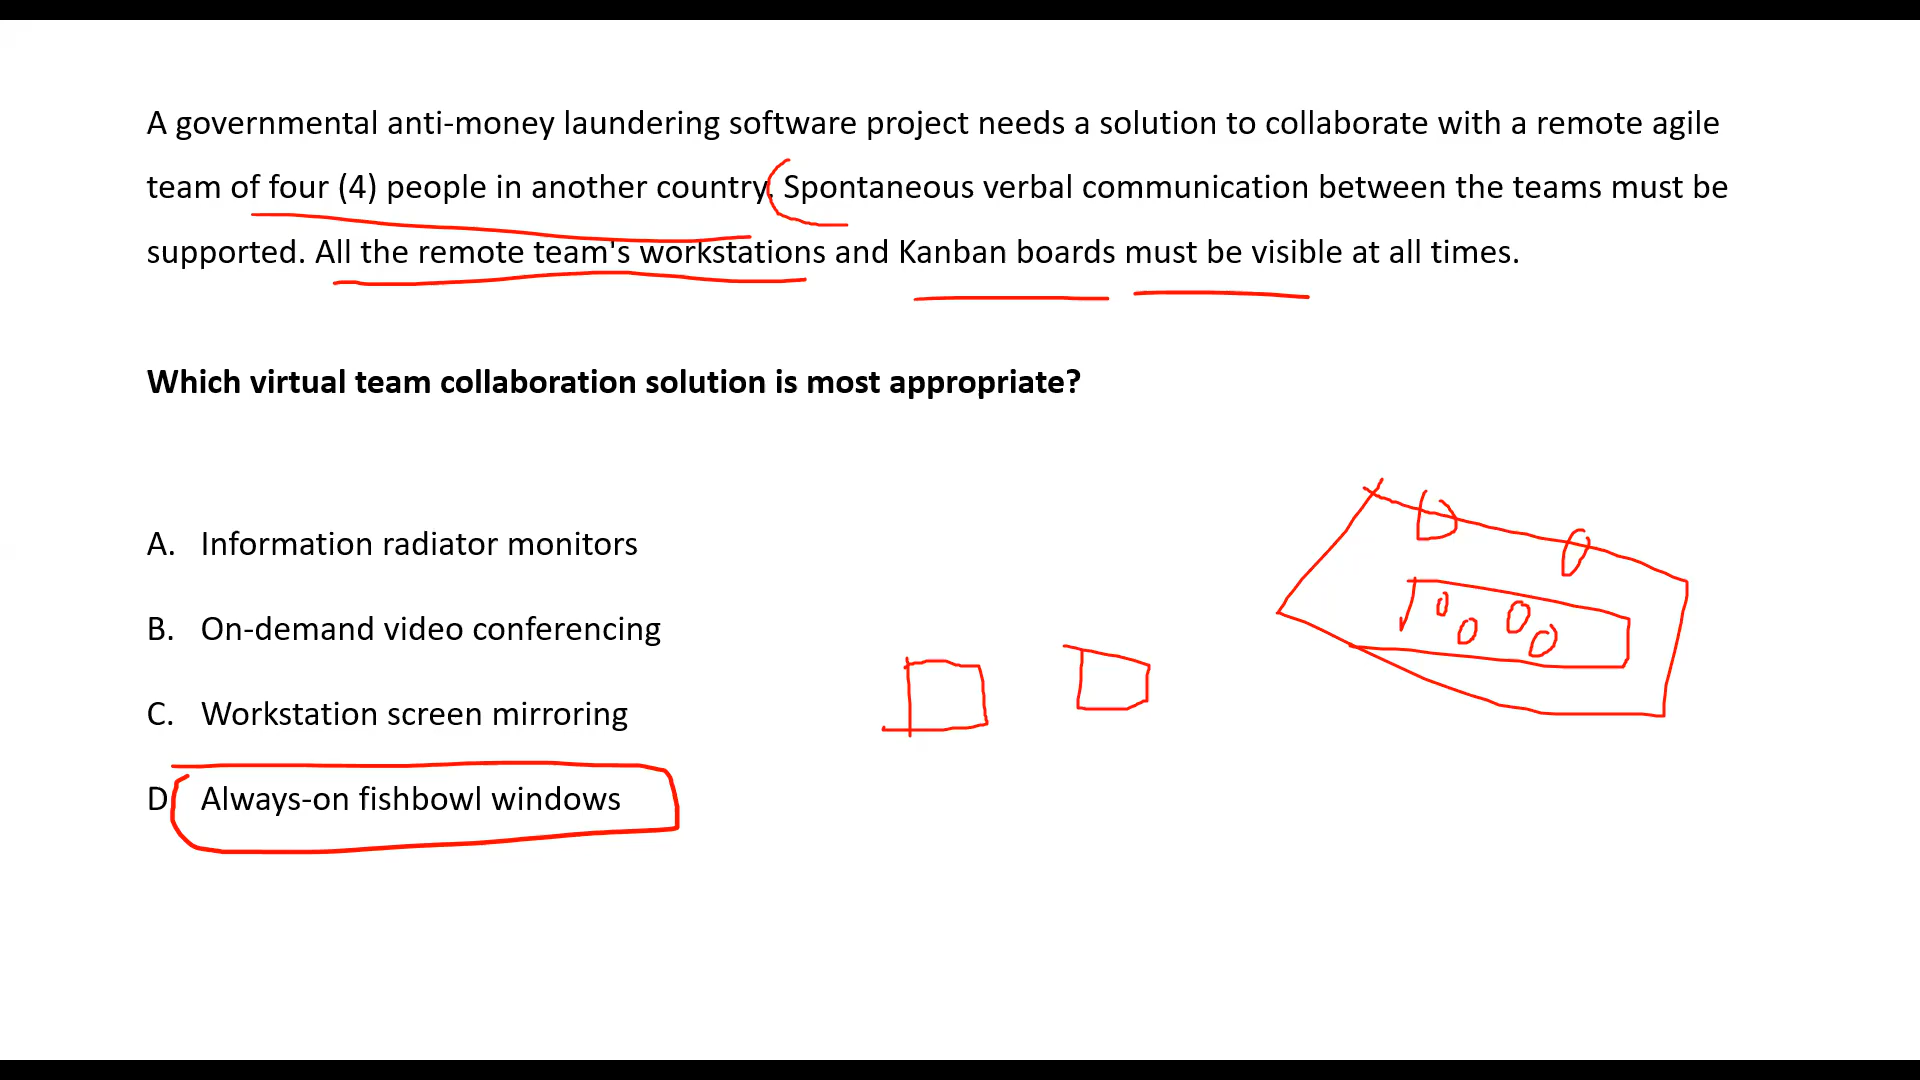 A governmental anti-money laundering software project needs a solution to collaborate with a remote agile
team of four (4) people in another country. Spontaneous verbal communication between the teams must be
supported. All the remote team's workstations and Kanban boards must be visible at all times.
Which virtual team collaboration solution is most appropriate?
A. Information radiator monitors
B. On-demand video conferencing
C. Workstation screen mirroring
D. Always-on fishbowl windows